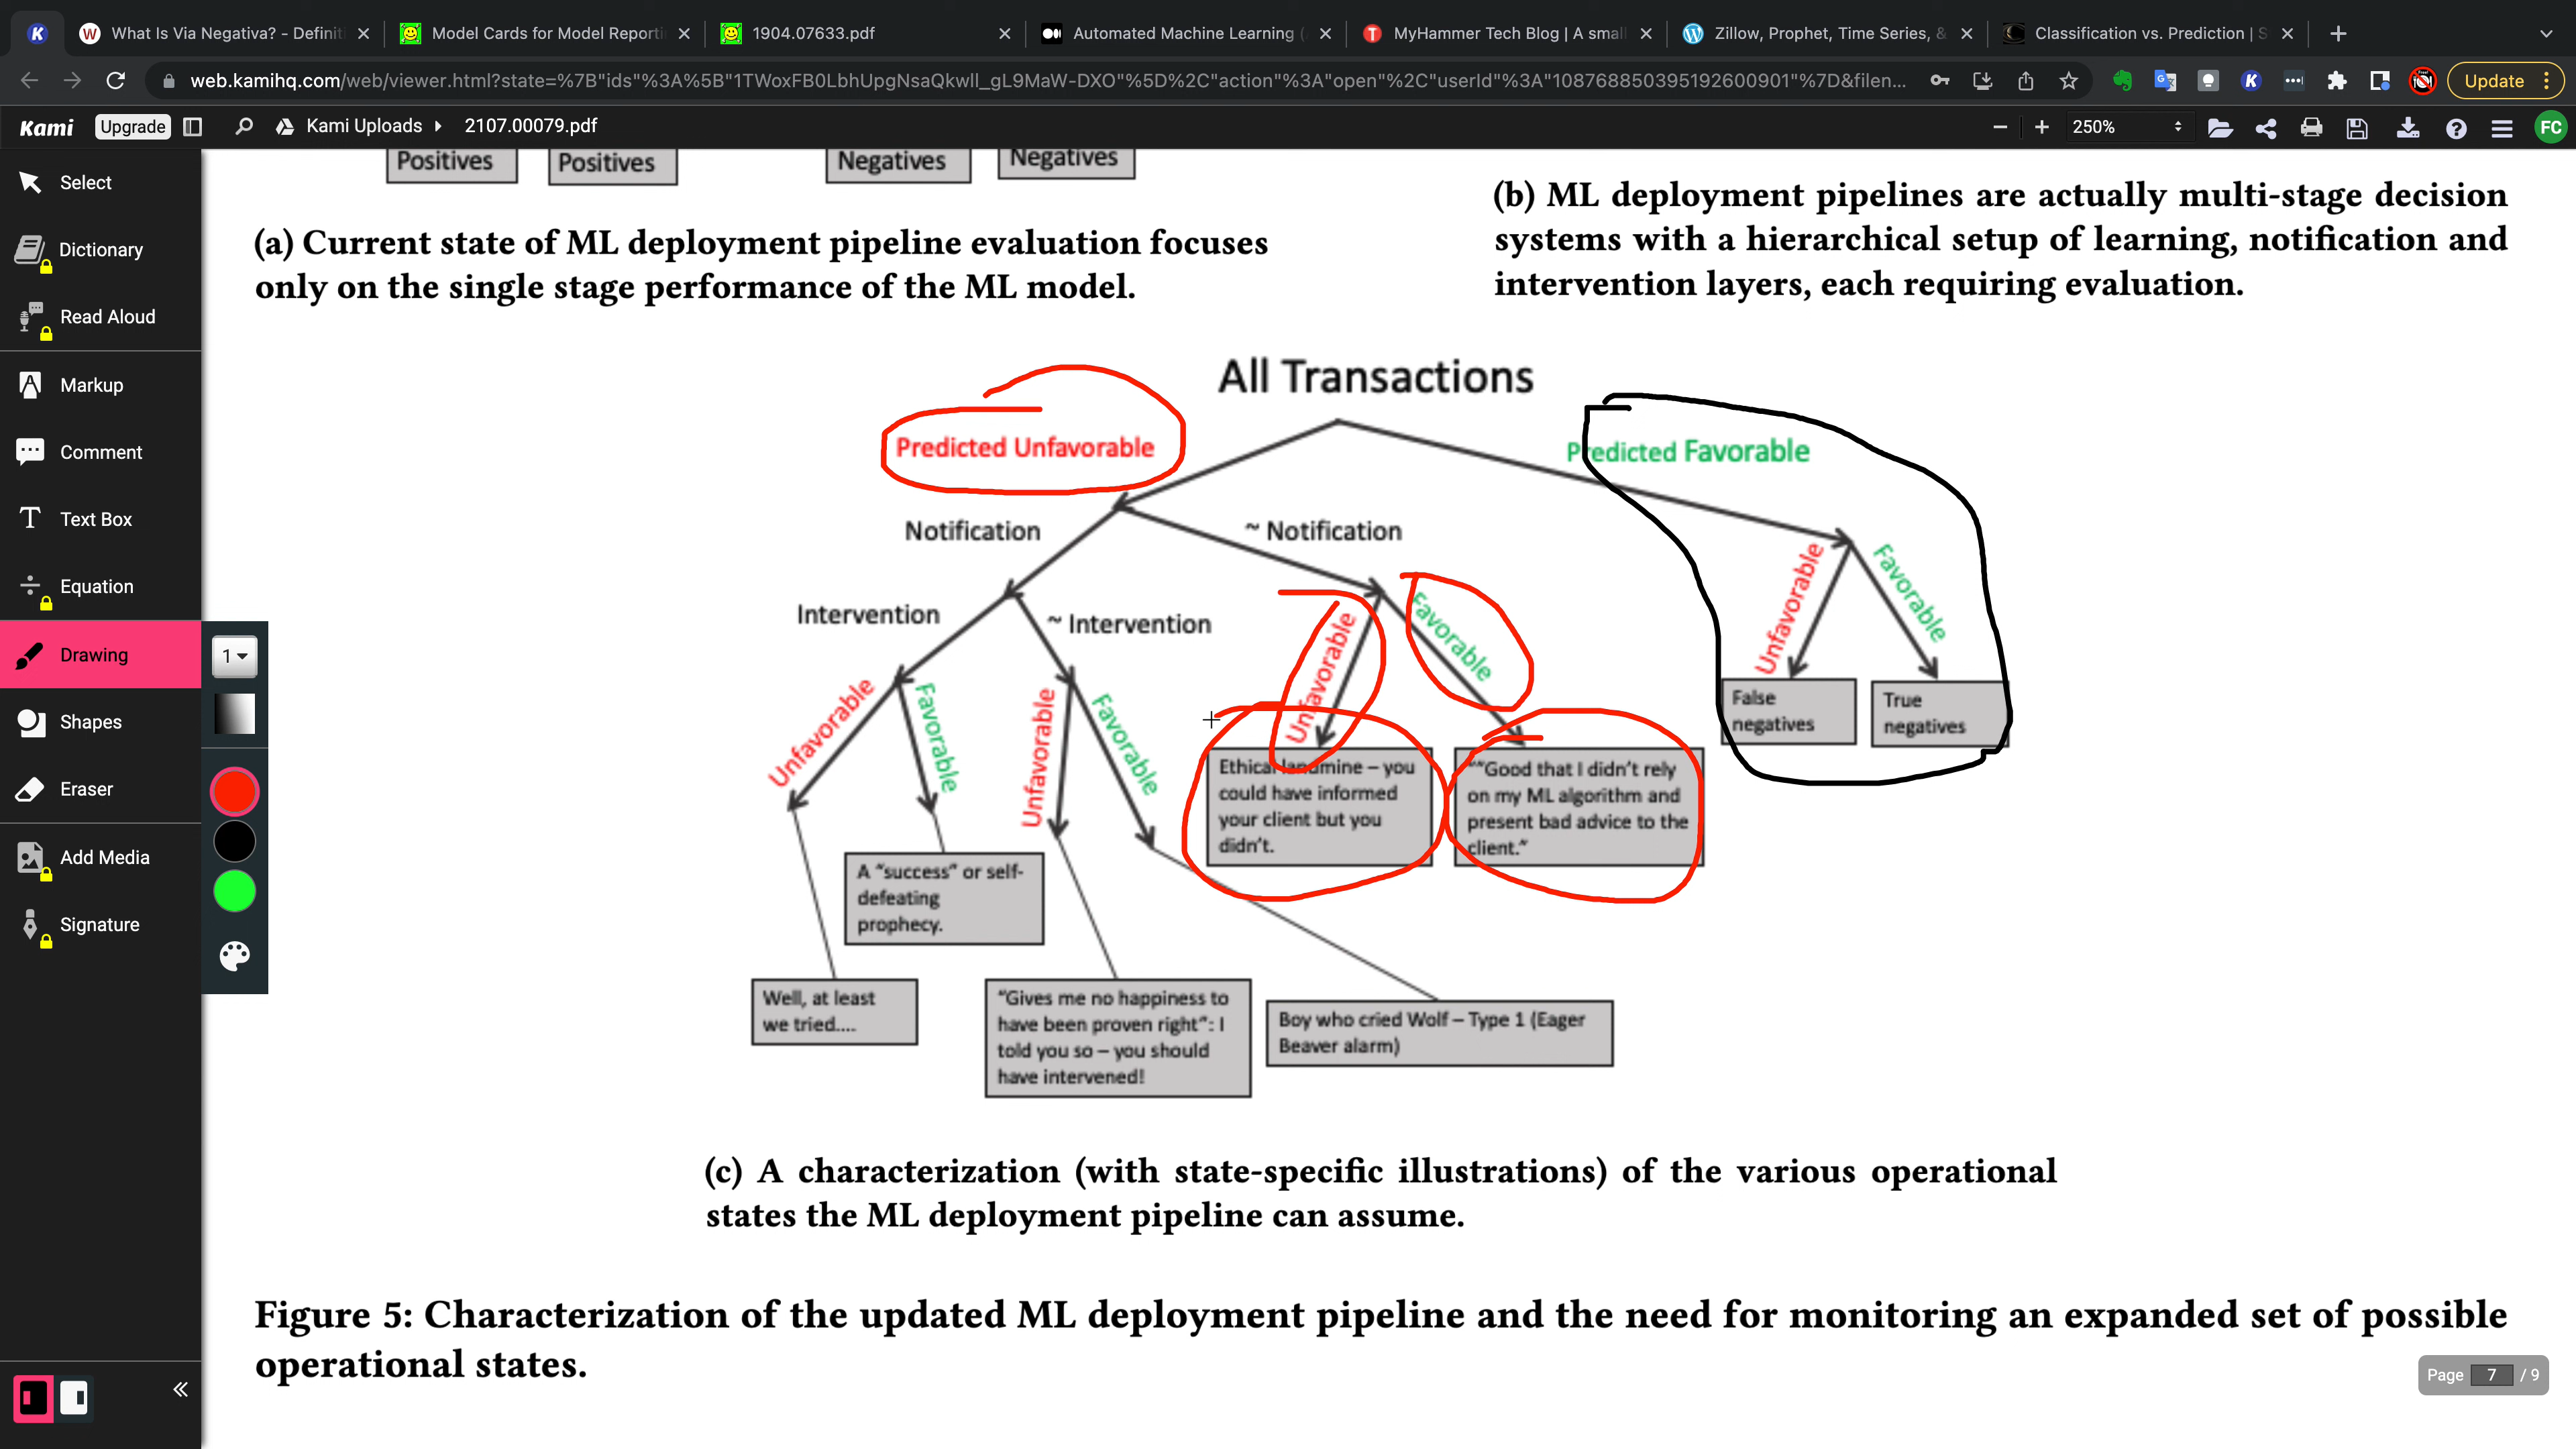 What Is Via Negativa? - Definiti
Model Cards for Model Reporti
1904.07633.pdf
Automated Machine Learning (
MyHammer Tech Blog | A smal
Zillow, Prophet, Time Series, &
Classification vs. Prediction | S
web.kamihq.com/web/viewer.html?state=%7B"ids"%3A%5B"1TWoxFB0LbhUpgNsaQkwll_gL9MaW-DXO"%5D%2C"action"%3A"open"%2C"userId"%3A"108768850395192600901"%7D&filen...
Update
Kami
Upgrade
Kami Uploads
2107.00079.pdf
250%
FC
Select
Dictionary
Read Aloud
Markup
Comment
Text Box
Equation
Drawing
Shapes
Eraser
Add Media
Signature
1
Positives
Positives
Negatives
Negatives
(a) Current state of ML deployment pipeline evaluation focuses
only on the single stage performance of the ML model.
(b) ML deployment pipelines are actually multi-stage decision
systems with a hierarchical setup of learning, notification and
intervention layers, each requiring evaluation.
All Transactions
Predicted Unfavorable
Predicted Favorable
Notification
~ Notification
Intervention
~ Intervention
Unfavorable
Favorable
Unfavorable
Favorable
Unfavorable
Favorable
Unfavorable
Favorable
False
negatives
True
negatives
Ethical landmine – you
could have informed
your client but you
didn't.
""Good that I didn't rely
on my ML algorithm and
present bad advice to the
client."
A "success" or self-
defeating
prophecy.
Well, at least
we tried....
"Gives me no happiness to
have been proven right": I
told you so – you should
have intervened!
Boy who cried Wolf – Type 1 (Eager
Beaver alarm)
(c) A characterization (with state-specific illustrations) of the various operational
states the ML deployment pipeline can assume.
Figure 5: Characterization of the updated ML deployment pipeline and the need for monitoring an expanded set of possible
operational states.
Page 7 / 9